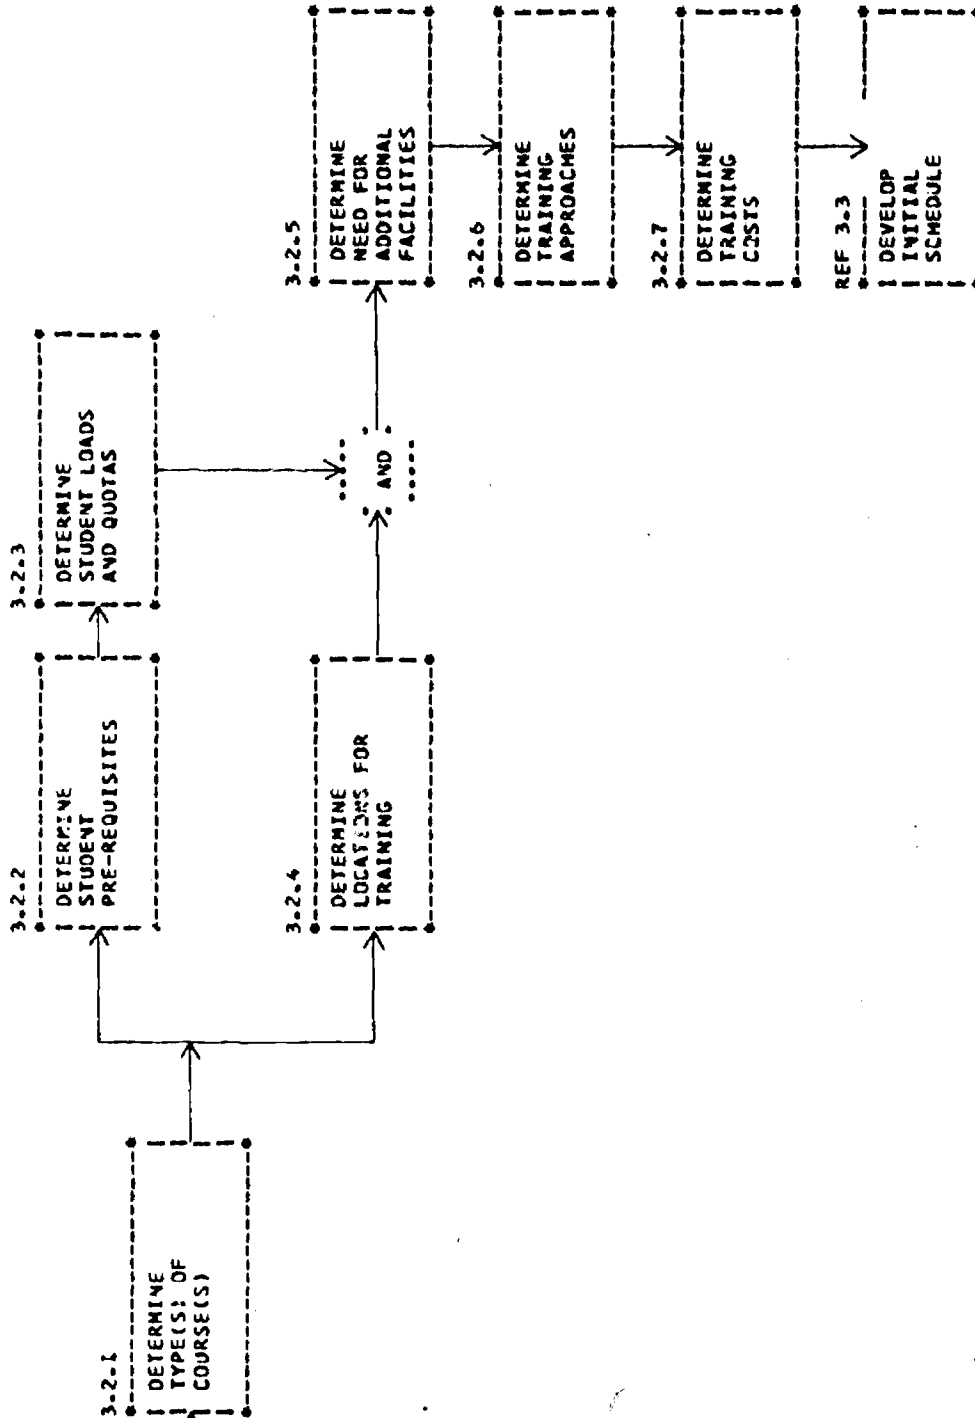 3.2.1
DETERMINE
TYPE(S) OF
COURSE(S)
3.2.2
DETERMINE
STUDENT
PRE-REQUISITES
3.2.3
DETERMINE
STUDENT LOADS
AND QUOTAS
3.2.4
DETERMINE
LOCATIONS FOR
TRAINING
AND
3.2.5
DETERMINE
NEED FOR
ADDITIONAL
FACILITIES
3.2.6
DETERMINE
TRAINING
APPROACHES
3.2.7
DETERMINE
TRAINING
COSTS
REF 3.3
DEVELOP
INITIAL
SCHEDULE